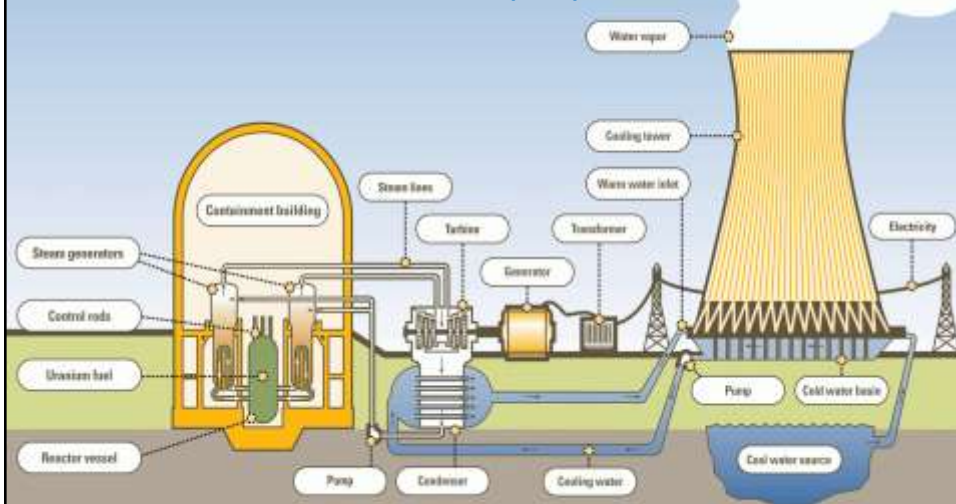 Water vapor
Cooling tower
Warm water inlet
Steam lines
Containment building
Turbine
Transformer
Electricity
Steam generators
Generator
Control rods
Uranium fuel
Pump
Cold water basin
Reactor vessel
Pump
Condenser
Cooling water
Cool water source